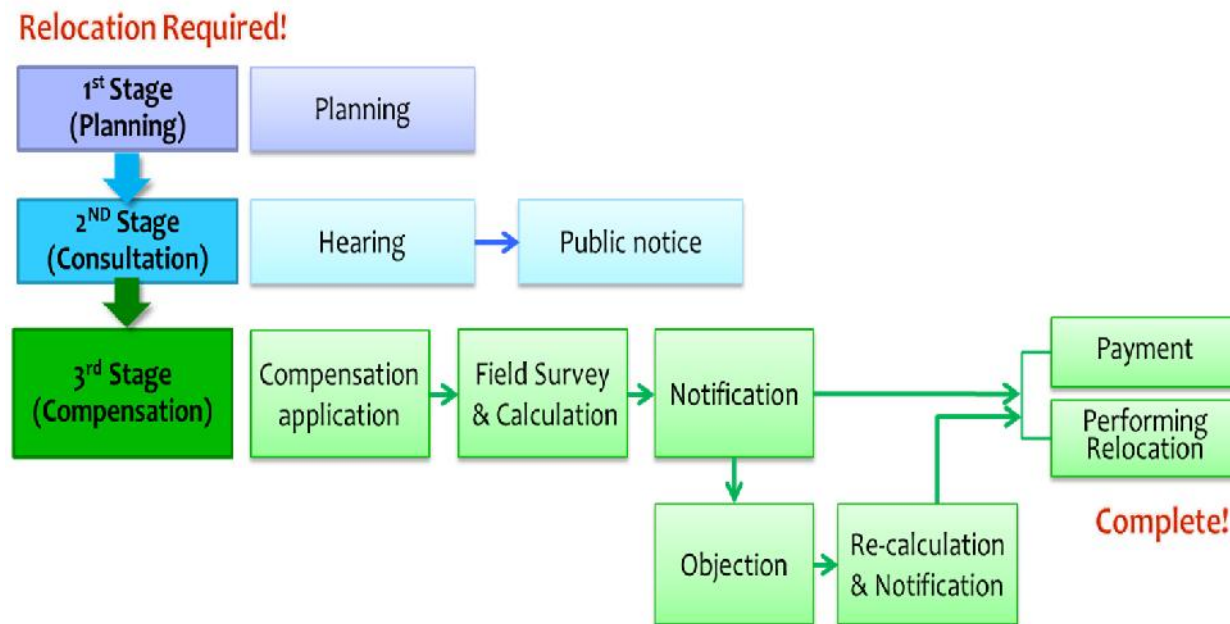 Relocation Required!
1st Stage
(Planning)
Planning
2ND Stage
(Consultation)
Hearing
Public notice
3rd Stage
(Compensation)
Compensation
application
Field Survey
& Calculation
Notification
Payment
Performing
Relocation
Objection
Re-calculation
& Notification
Complete!